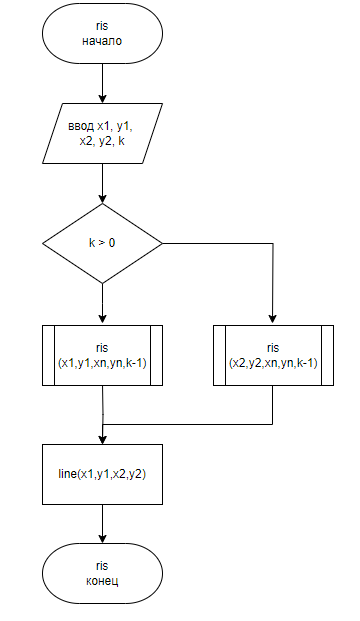 ris
начало
ввод x1, y1,
x2, y2, k
k > 0
ris
(x1,y1,xn,yn,k-1)
ris
(x2,y2,xn,yn,k-1)
line(x1,y1,x2,y2)
ris
конец